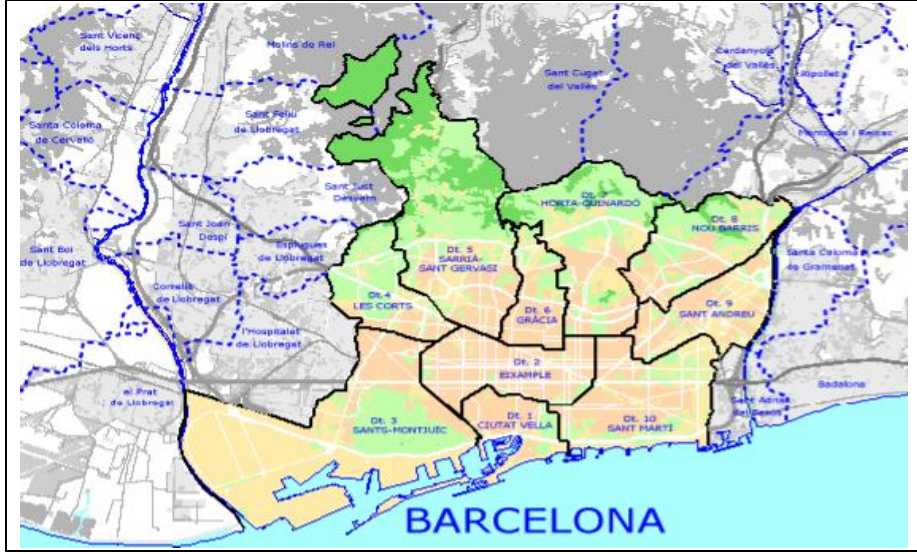 Sant Vicenç
dels Horts
Molins de Rei
Cerdanyola
del Vallès
Ripollet
Sant Cugat
del Vallès
Santa Coloma
de Cervelló
Sant Feliu
de Llobregat
Montcada i Reixac
Sant Just
Desvern
Dt. 7
HORTA-GUINARDÓ
Dt. 8
NOU BARRIS
Sant Joan
Despí
Sant Boi
de Llobregat
Esplugues
de Llobregat
Dt. 5
SARRIÀ-
SANT GERVASI
Santa Coloma
de Gramenet
Cornellà
de Llobregat
Dt.4
LES CORTS
Dt. 6
GRÀCIA
Dt. 9
SANT ANDREU
l'Hospitalet
de Llobregat
Dt. 2
EIXAMPLE
el Prat
de Llobregat
Badalona
Sant Adrià
del Besòs
Dt. 3
SANTS-MONTJUÏC
Dt. 1
CIUTAT VELLA
Dt. 10
SANT MARTÍ
BARCELONA